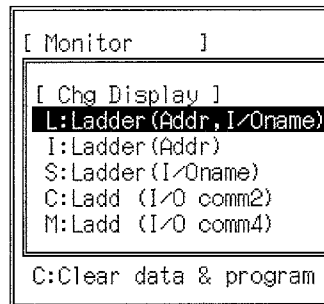 [ Monitor ]
[ Chg Display ]
L:Ladder(Addr,I/Oname)
I:Ladder(Addr)
S:Ladder(I/Oname)
C:Ladd (I/O comm2)
M:Ladd (I/O comm4)
C:Clear data & program